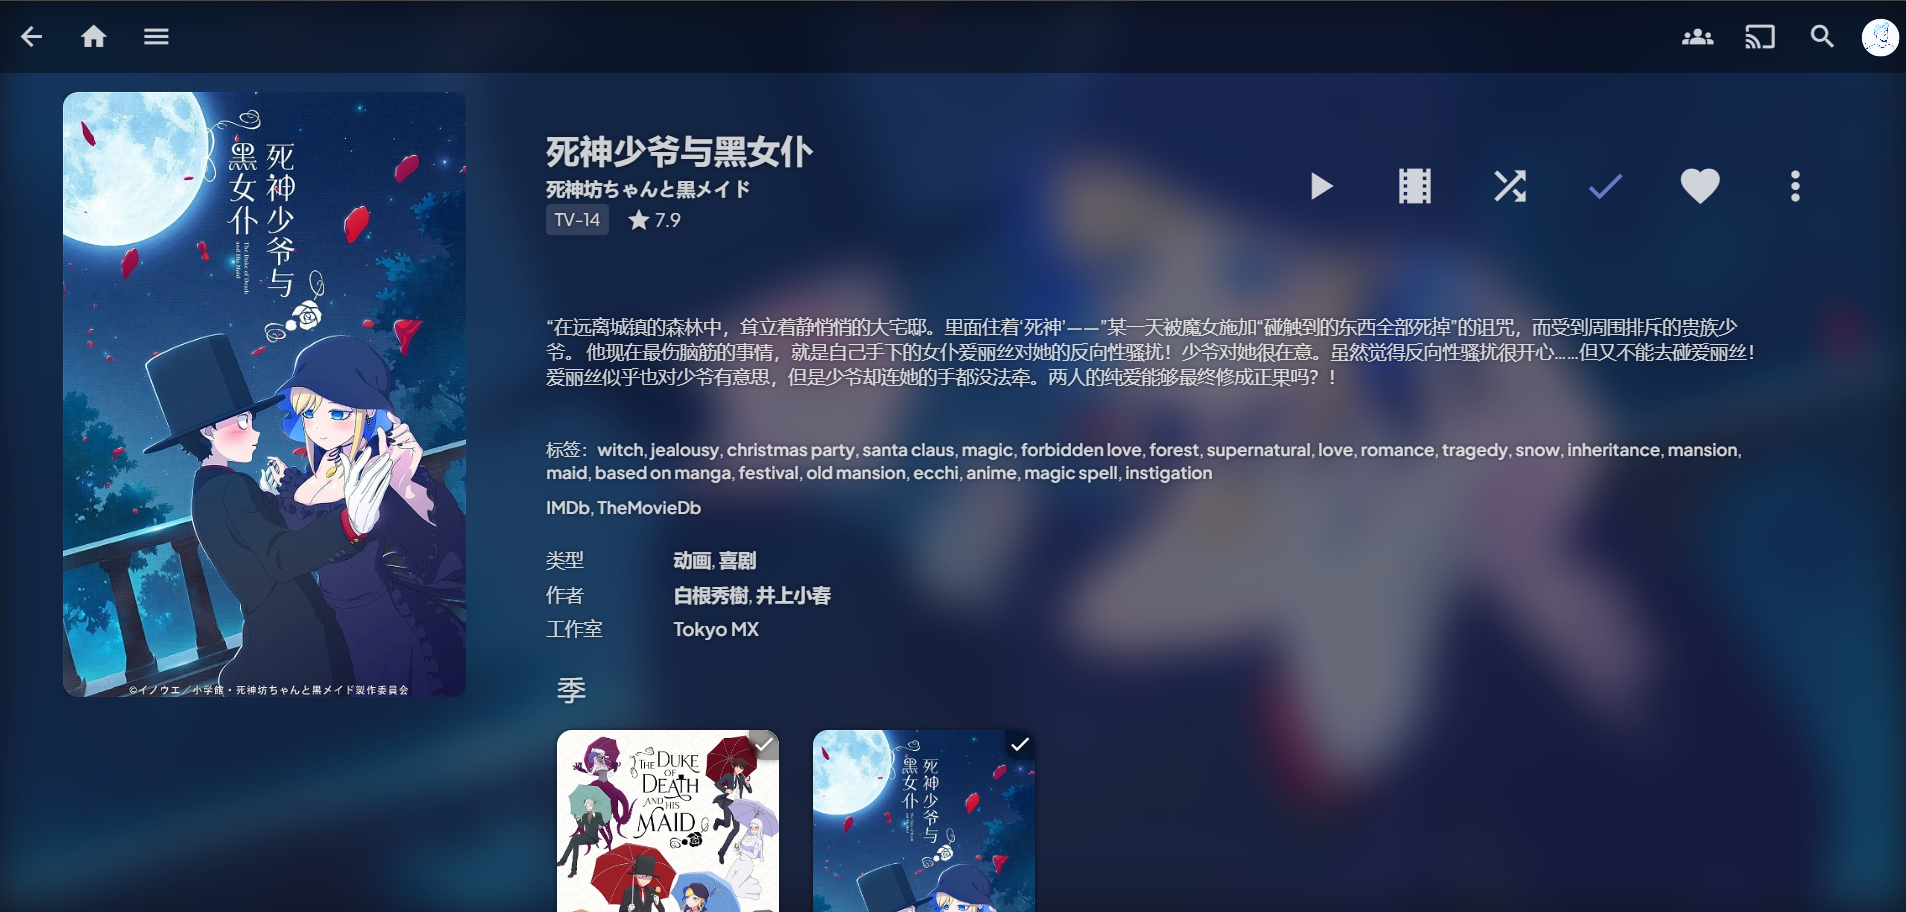 死神少爷与
黑女仆
The Duke of Death
and His Maid
©イノウエ／小学館・死神坊ちゃんと黒メイド製作委員会
死神少爷与黑女仆
死神坊ちゃんと黒メイド
TV-14 7.9
“在远离城镇的森林中，耸立着静悄悄的大宅邸。里面住着‘死神’——”某一天被魔女施加“碰触到的东西全部死掉”的诅咒，而受到周围排斥的贵族少
爷。 他现在最伤脑筋的事情，就是自己手下的女仆爱丽丝对她的反向性骚扰！少爷对她很在意。虽然觉得反向性骚扰很开心……但又不能去碰爱丽丝！
爱丽丝似乎也对少爷有意思，但是少爷却连她的手都没法牵。两人的纯爱能够最终修成正果吗？！
标签：witch, jealousy, christmas party, santa claus, magic, forbidden love, forest, supernatural, love, romance, tragedy, snow, inheritance, mansion,
maid, based on manga, festival, old mansion, ecchi, anime, magic spell, instigation
IMDb, TheMovieDb
类型 动画, 喜剧
作者 白根秀樹, 井上小春
工作室 Tokyo MX
季
THE DUKE
OF
DEATH
AND HIS
MAID
死神少爷与
黑女仆